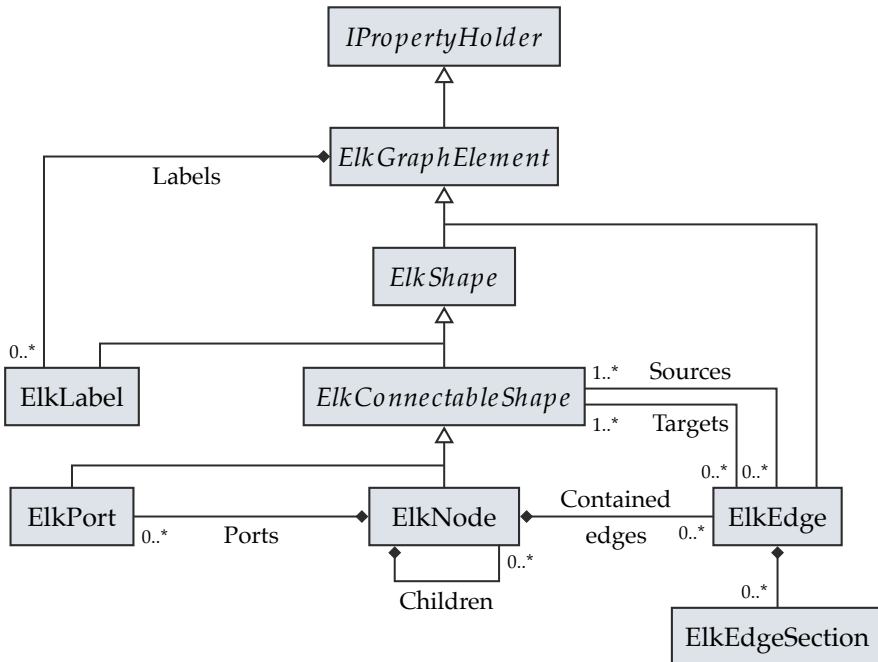 IPropertyHolder
ElkGraphElement
Labels
ElkShape
0..*
ElkLabel
ElkConnectableShape
1..*
Sources
1..*
Targets
0..*
0..*
ElkPort
0..*
Ports
ElkNode
Contained
edges
0..*
ElkEdge
0..*
Children
0..*
ElkEdgeSection